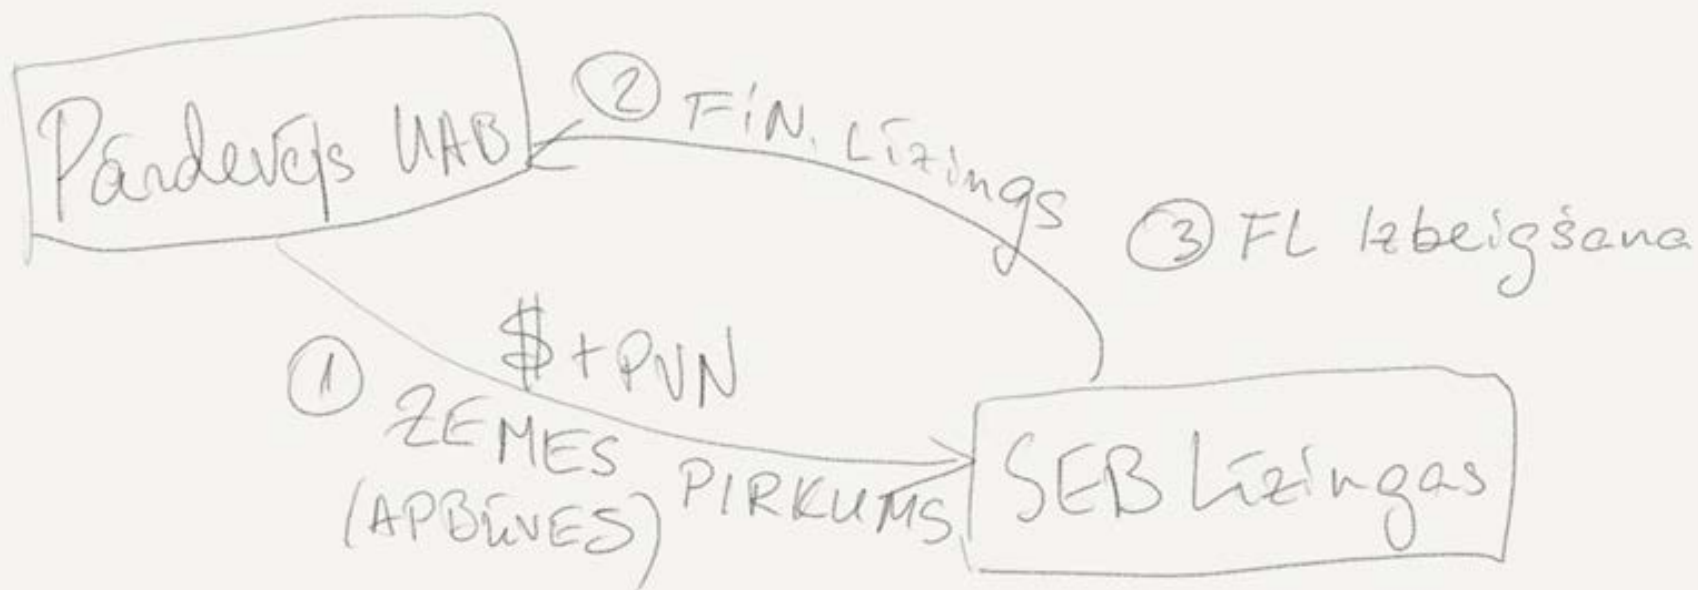 Pārdevējs UAB
② FIN. Līzings
③ FL Izbeigšana
① $+PVN
ZEMES PIRKUMS
(APBŪVES)
SEB Līzingas